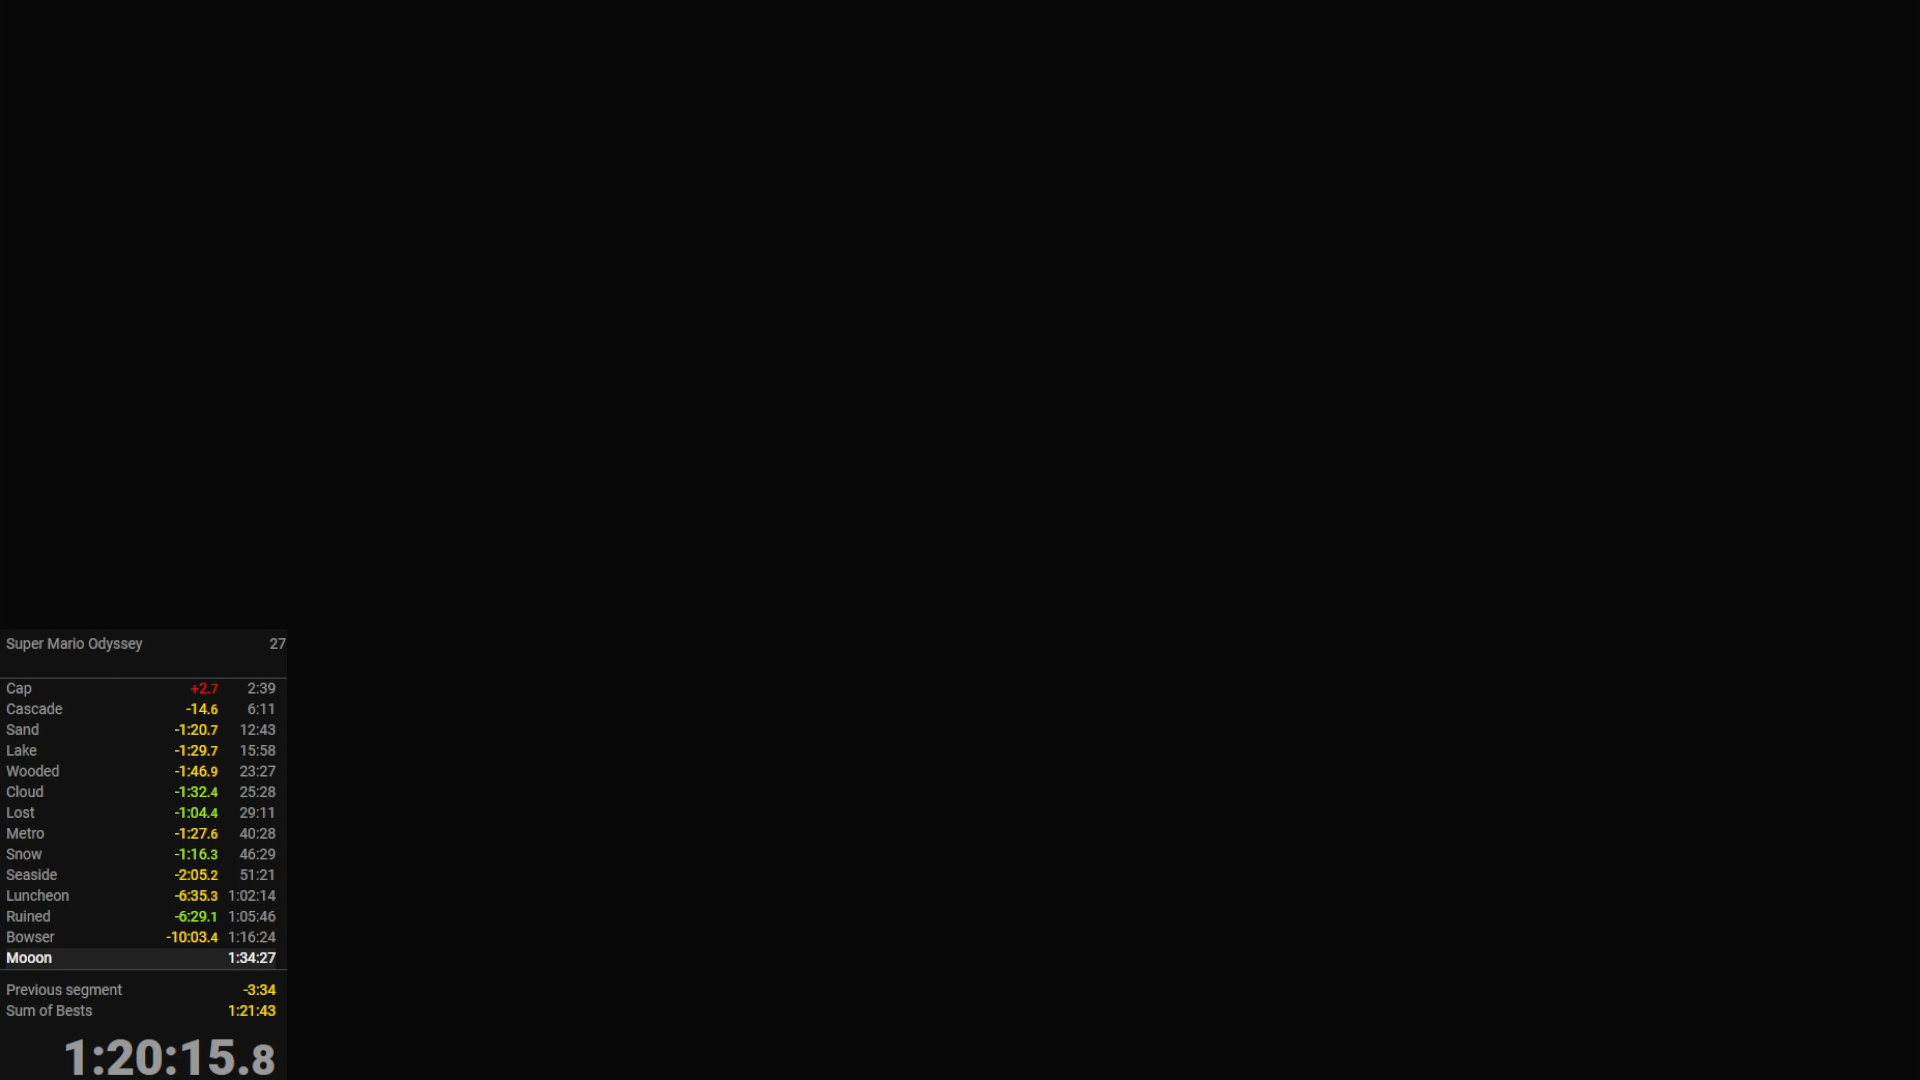 Super Mario Odyssey 27
Cap +2.7 2:39
Cascade -14.6 6:11
Sand -1:20.7 12:43
Lake -1:29.7 15:58
Wooded -1:46.9 23:27
Cloud -1:32.4 25:28
Lost -1:04.4 29:11
Metro -1:27.6 40:28
Snow -1:16.3 46:29
Seaside -2:05.2 51:21
Luncheon -6:35.3 1:02:14
Ruined -6:29.1 1:05:46
Bowser -10:03.4 1:16:24
Mooon 1:34:27
Previous segment -3:34
Sum of Bests 1:21:43
1:20:15.8